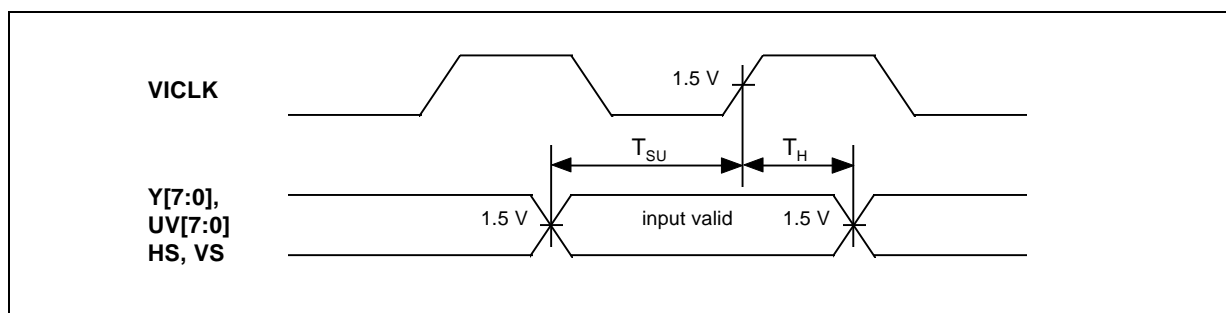 VICLK
1.5 V
T_SU
T_H
Y[7:0],
UV[7:0]
HS, VS
1.5 V
input valid
1.5 V